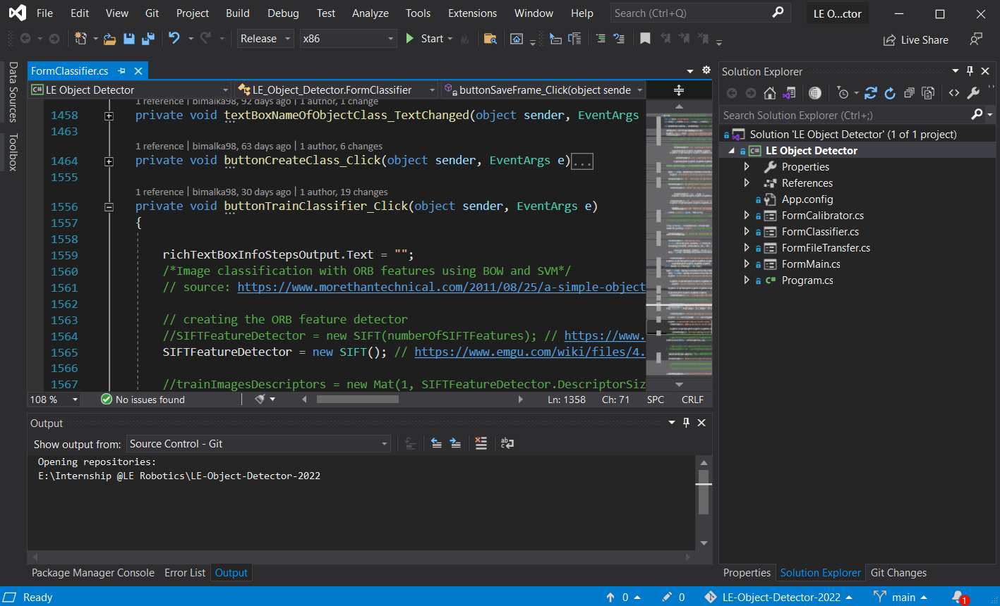 File Edit View Git Project Build Debug Test Analyze Tools Extensions Window Help Search (Ctrl+Q) LE O...ctor
Release x86 Start Live Share
Data Sources
Toolbox
FormClassifier.cs
LE Object Detector LE_Object_Detector.FormClassifier buttonSaveFrame_Click(object sende
1 reference | bimalka98, 92 days ago | 1 author, 1 change
1458 private void textBoxNameOfObjectClass_TextChanged(object sender, EventArgs
1463
1 reference | bimalka98, 63 days ago | 1 author, 6 changes
1464 private void buttonCreateClass_Click(object sender, EventArgs e)...
1555
1 reference | bimalka98, 30 days ago | 1 author, 19 changes
1556 private void buttonTrainClassifier_Click(object sender, EventArgs e)
1557 {
1558
1559 richTextBoxInfoStepsOutput.Text = "";
1560 /*Image classification with ORB features using BOW and SVM*/
1561 // source: https://www.morethantechnical.com/2011/08/25/a-simple-object
1562
1563 // creating the ORB feature detector
1564 //SIFTFeatureDetector = new SIFT(numberOfSIFTFeatures); // https://www.
1565 SIFTFeatureDetector = new SIFT(); // https://www.emgu.com/wiki/files/4.
1566
1567 //trainImagesDescriptors = new Mat(1, SIFTFeatureDetector.DescriptorSiz
108 % No issues found Ln: 1358 Ch: 71 SPC CRLF
Output
Show output from: Source Control - Git
Opening repositories:
E:\Internship @LE Robotics\LE-Object-Detector-2022
Package Manager Console Error List Output
Solution Explorer
Search Solution Explorer (Ctrl+;)
Solution 'LE Object Detector' (1 of 1 project)
LE Object Detector
Properties
References
App.config
FormCalibrator.cs
FormClassifier.cs
FormFileTransfer.cs
FormMain.cs
Program.cs
Properties Solution Explorer Git Changes
Ready 0 0 LE-Object-Detector-2022 main 1